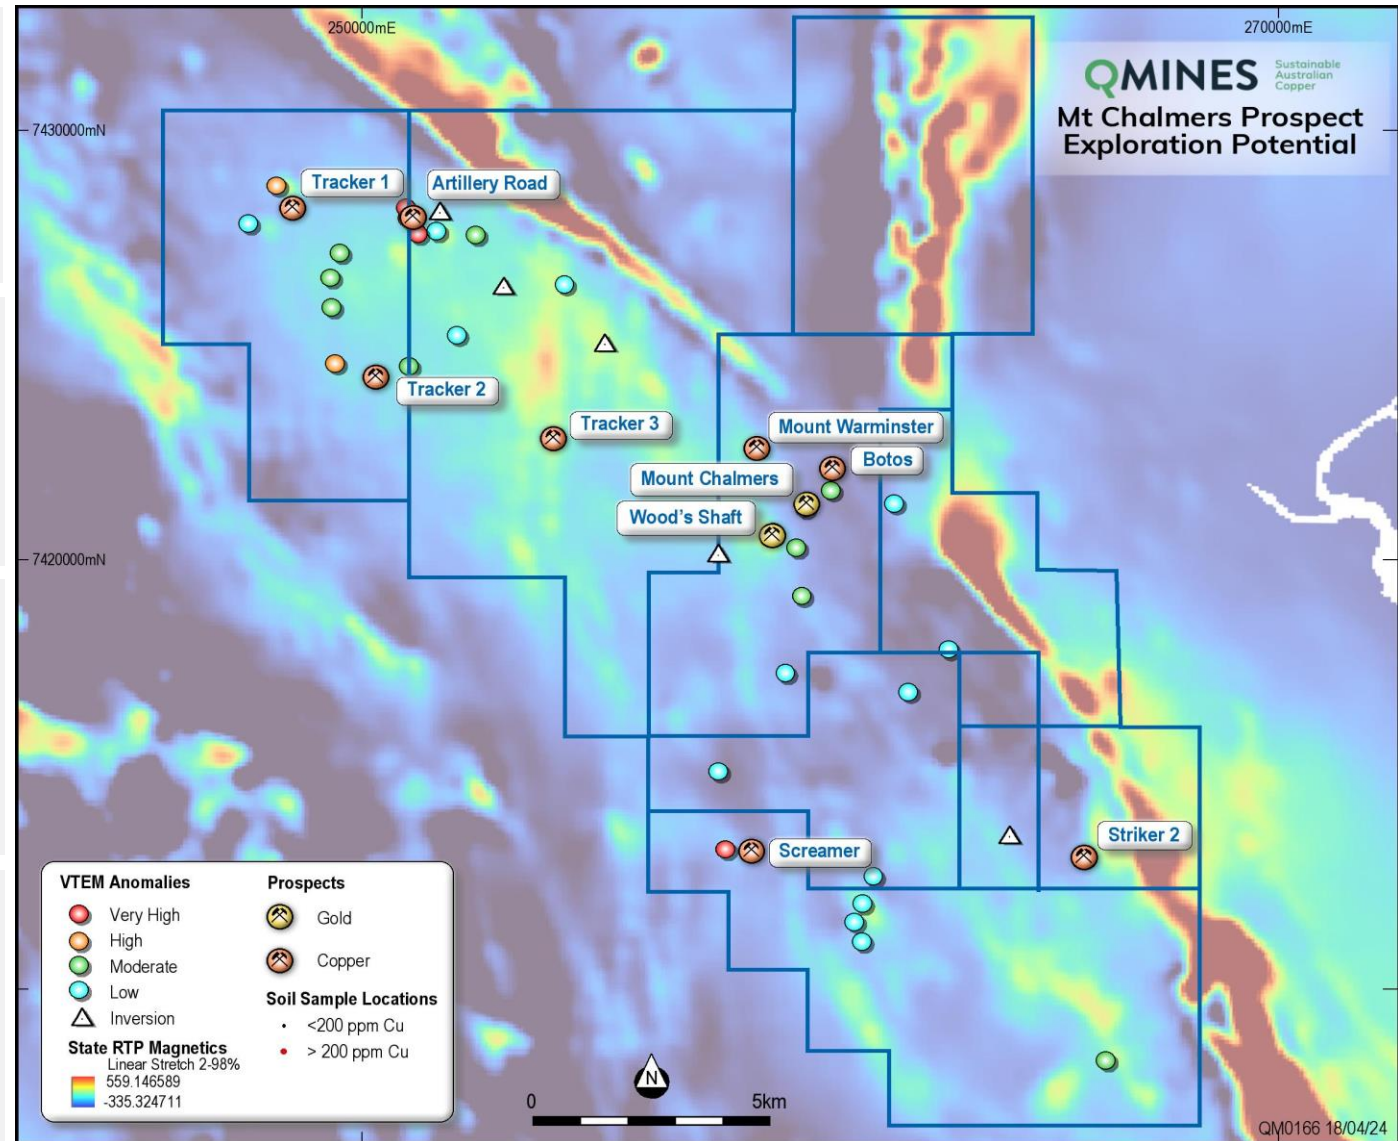 250000mE
270000mE
QMINES
Sustainable
Australian
Copper
Mt Chalmers Prospect
Exploration Potential
7430000mN
Tracker 1
Artillery Road
Tracker 2
Tracker 3
Mount Warminster
Botos
Mount Chalmers
Wood's Shaft
7420000mN
Screamer
Striker 2
VTEM Anomalies
Very High
High
Moderate
Low
Inversion
State RTP Magnetics
Linear Stretch 2-98%
559.146589
-335.324711
Prospects
Gold
Copper
Soil Sample Locations
<200 ppm Cu
> 200 ppm Cu
N
0
5km
QM0166 18/04/24